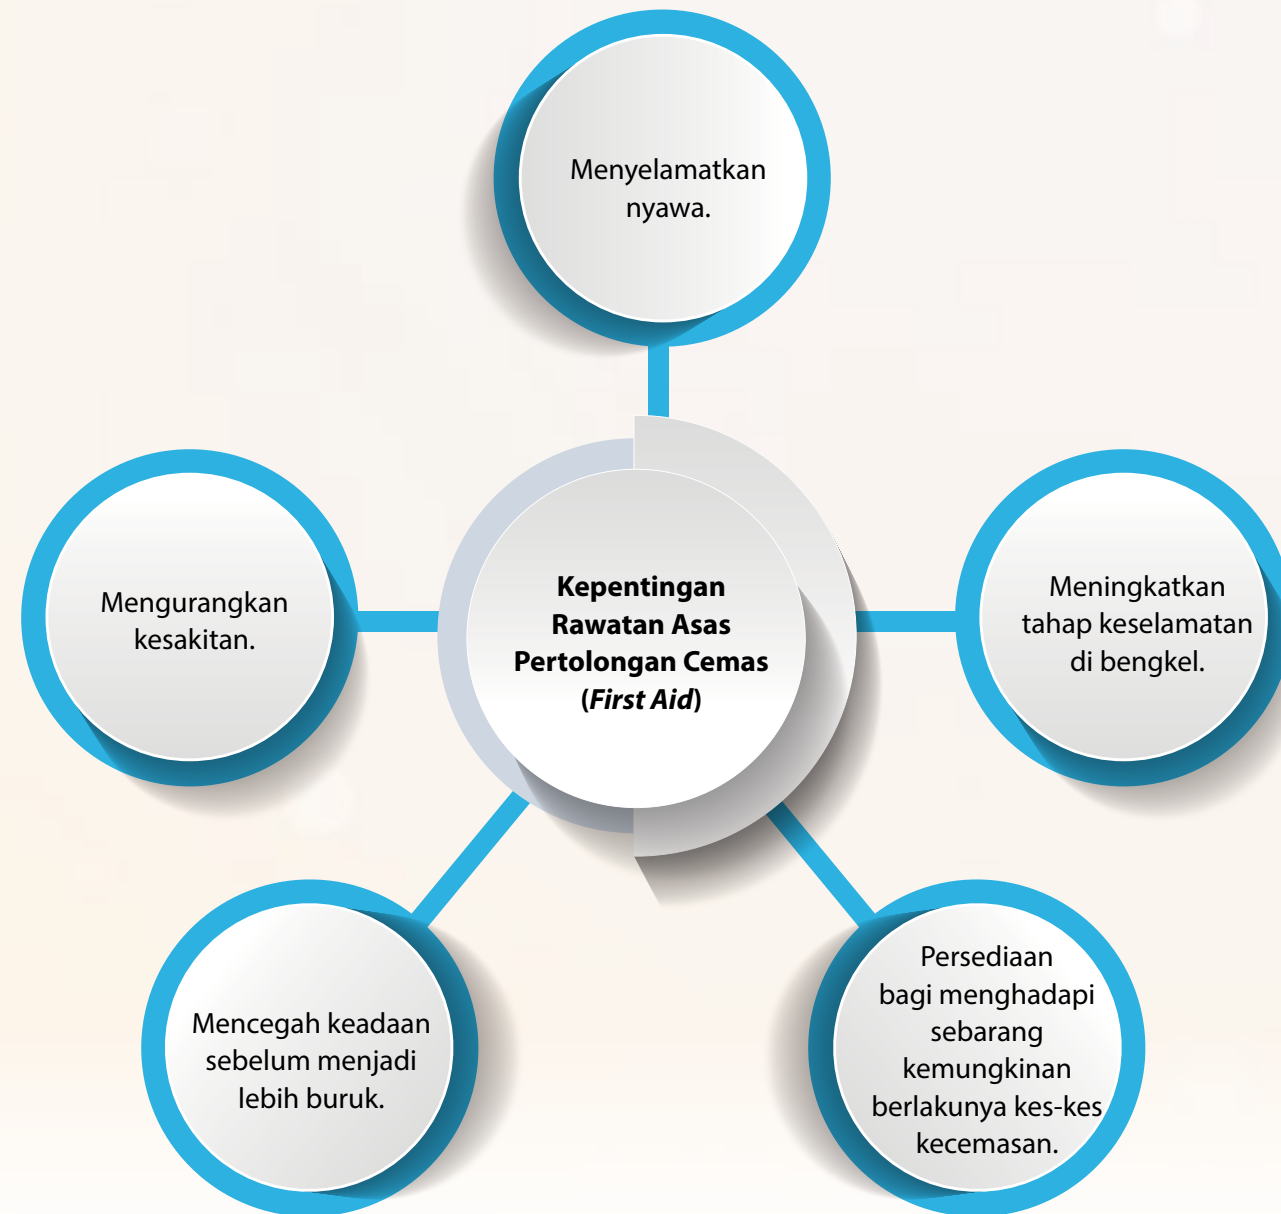 Menyelamatkan
nyawa.
Mengurangkan
kesakitan.
Kepentingan
Rawatan Asas
Pertolongan Cemas
(First Aid)
Meningkatkan
tahap keselamatan
di bengkel.
Mencegah keadaan
sebelum menjadi
lebih buruk.
Persediaan
bagi menghadapi
sebarang
kemungkinan
berlakunya kes-kes
kecemasan.